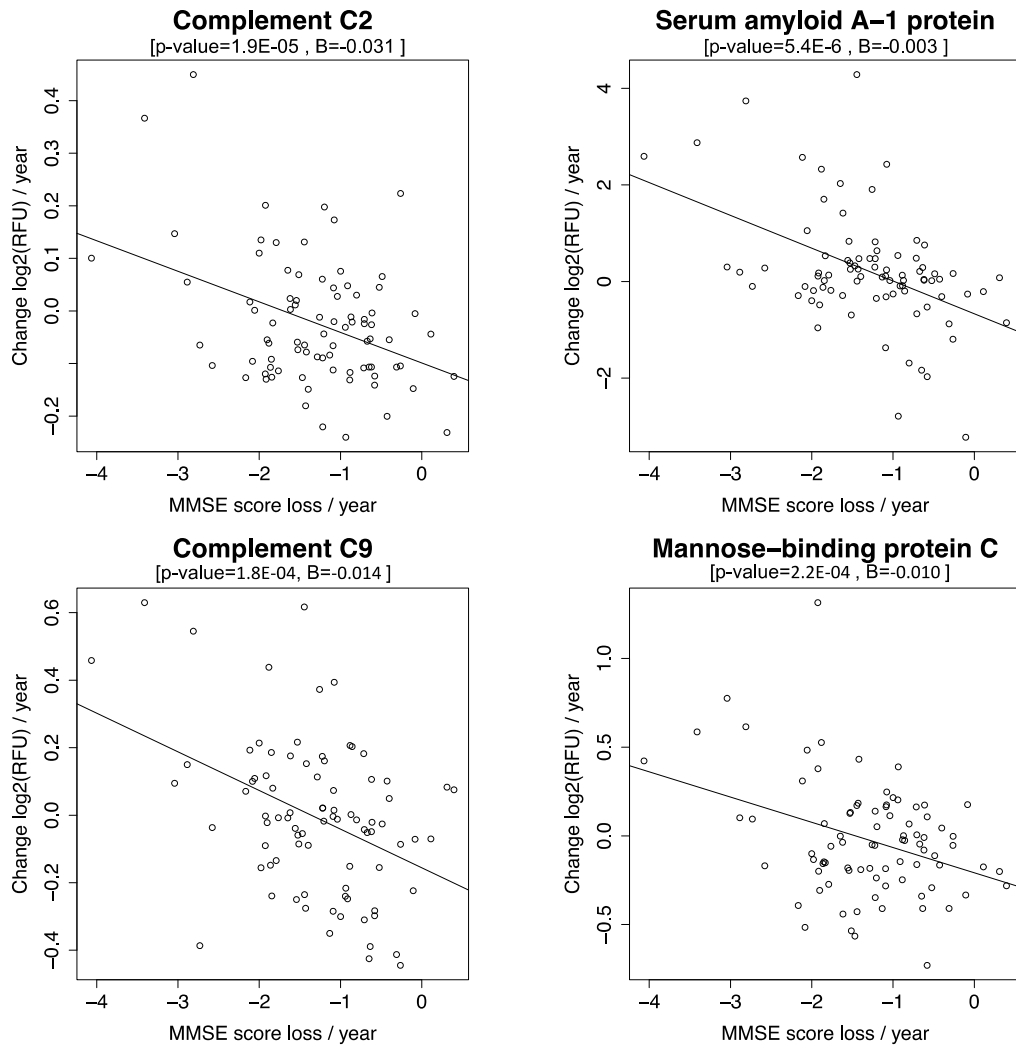 Complement C2
[p-value=1.9E-05 , B=-0.031 ]
Change log2(RFU) / year
−0.2
0.0
0.1
0.2
0.4
−4
−3
−2
−1
0
MMSE score loss / year
Serum amyloid A−1 protein
[p-value=5.4E-6 , B=-0.003 ]
Change log2(RFU) / year
−2
0
2
4
−4
−3
−2
−1
0
MMSE score loss / year
Complement C9
[p-value=1.8E-04, B=-0.014 ]
Change log2(RFU) / year
−0.4
−0.2
0.0
0.2
0.4
0.6
−4
−3
−2
−1
0
MMSE score loss / year
Mannose−binding protein C
[p-value=2.2E-04 , B=-0.010 ]
Change log2(RFU) / year
−0.5
0.0
0.5
1.0
−4
−3
−2
−1
0
MMSE score loss / year